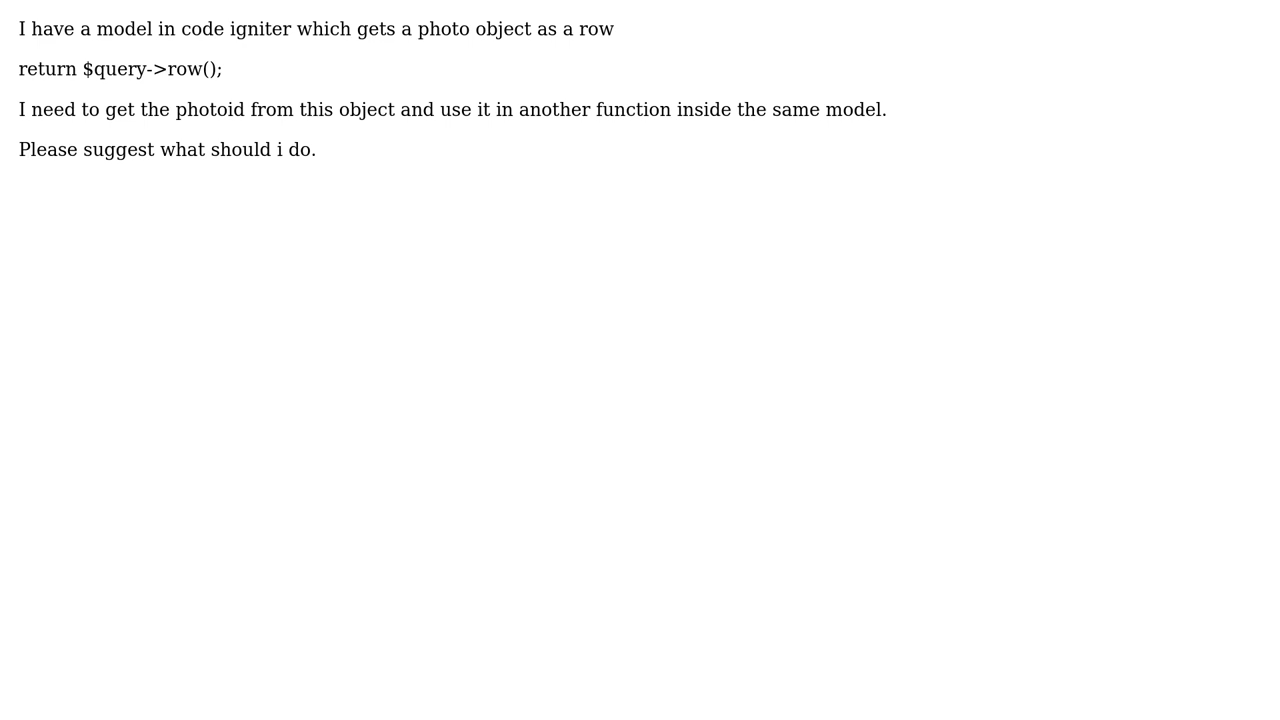 I have a model in code igniter which gets a photo object as a row
return $query->row();
I need to get the photoid from this object and use it in another function inside the same model.
Please suggest what should i do.